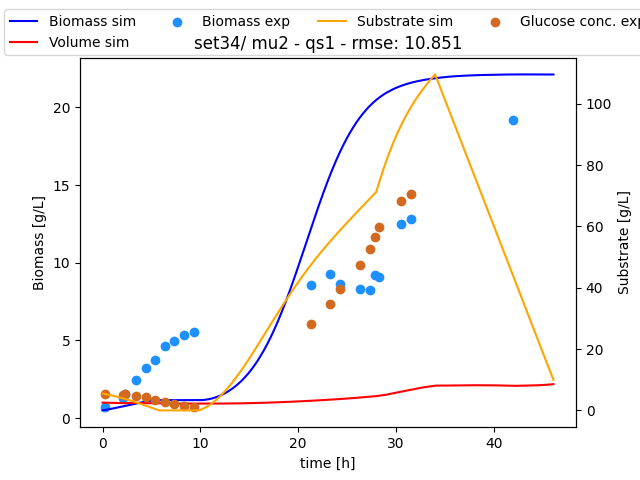 Biomass sim
Biomass exp
Substrate sim
Glucose conc. exp
Volume sim
set34/ mu2 - qs1 - rmse: 10.851
Biomass [g/L]
0
5
10
15
20
0
20
40
60
80
100
Substrate [g/L]
0
10
20
30
40
time [h]